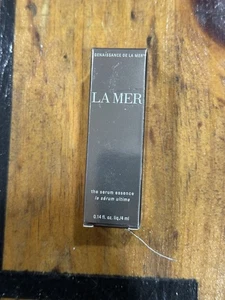 RENAISSANCE DE LA MER
LA MER
the serum essence
le sérum ultime
0.14 fl. oz. liq./4 ml